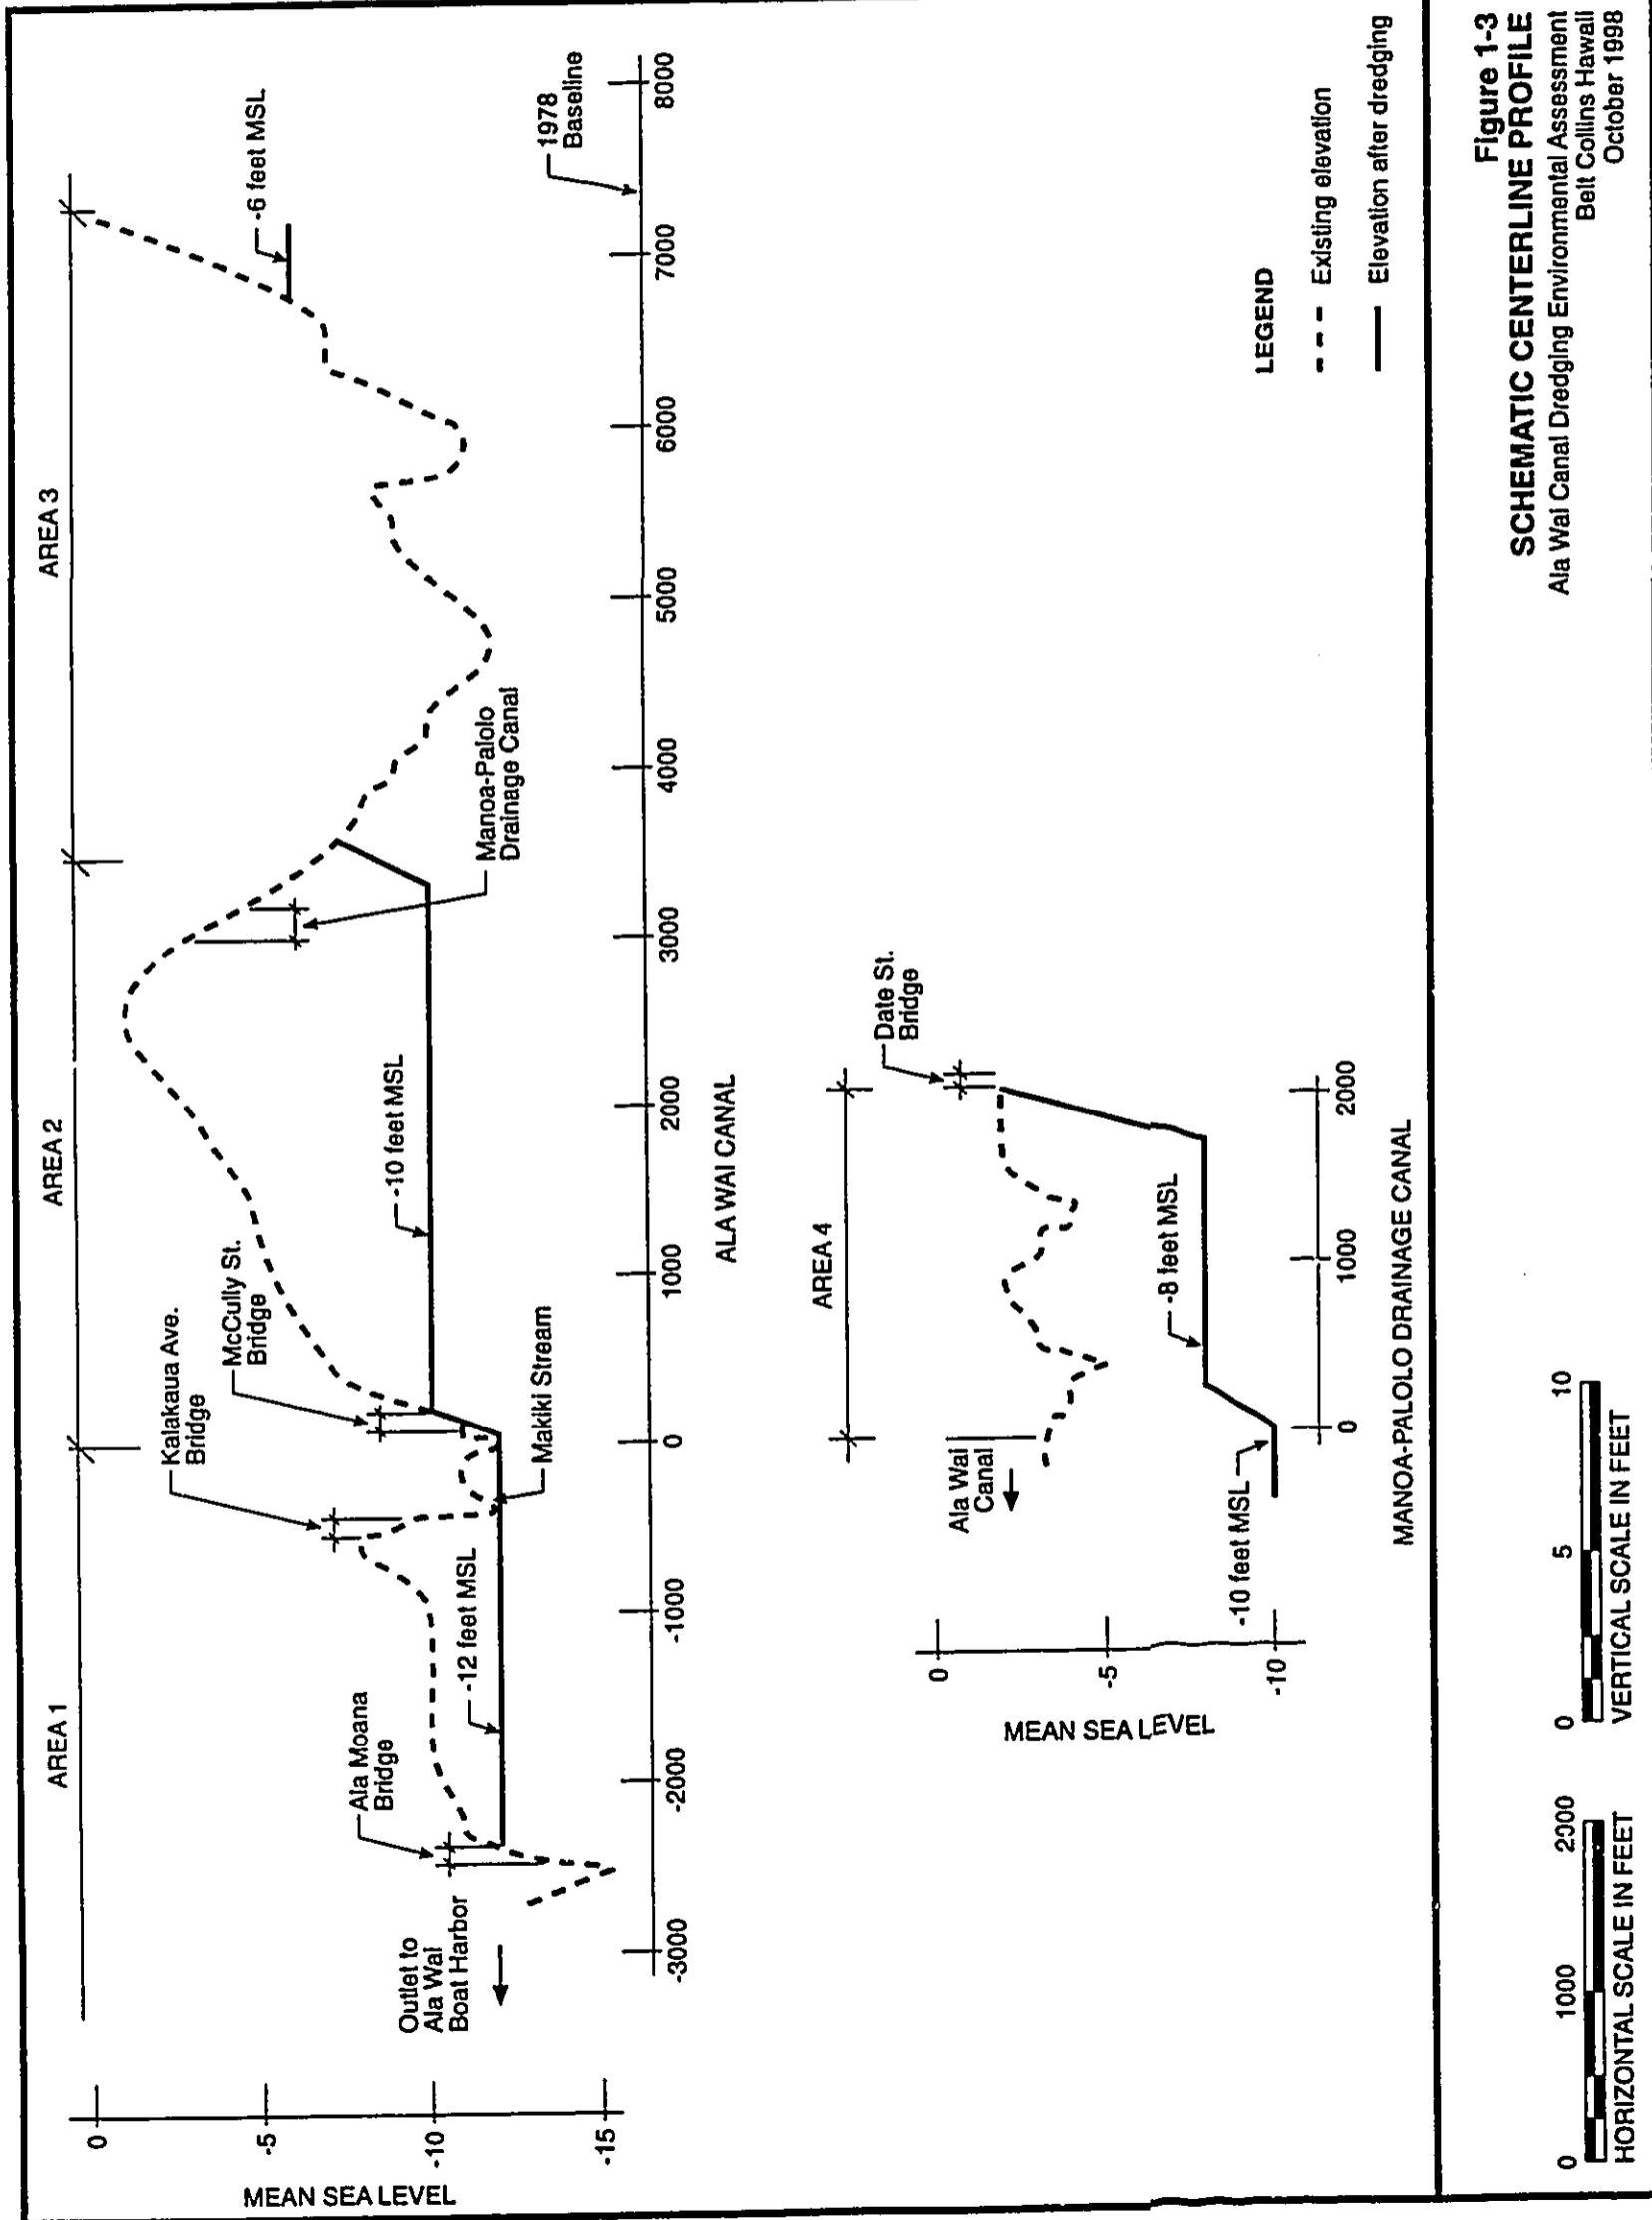 AREA 1
AREA 2
AREA 3
0
-5
-10
-15
MEAN SEA LEVEL
Outlet to
Ala Wai
Boat Harbor
Ala Moana
Bridge
-12 feet MSL
Kalakaua Ave.
Bridge
McCully St.
Bridge
Makiki Stream
-10 feet MSL
Manoa-Palolo
Drainage Canal
-6 feet MSL
1978
Baseline
-3000
-2000
-1000
0
1000
2000
3000
4000
5000
6000
7000
8000
ALA WAI CANAL
AREA 4
Date St.
Bridge
Ala Wai
Canal
0
-5
-10
MEAN SEA LEVEL
-10 feet MSL
-8 feet MSL
0
1000
2000
MANOA-PALOLO DRAINAGE CANAL
LEGEND
Existing elevation
Elevation after dredging
0
1000
2000
HORIZONTAL SCALE IN FEET
0
5
10
VERTICAL SCALE IN FEET
Figure 1-3
SCHEMATIC CENTERLINE PROFILE
Ala Wai Canal Dredging Environmental Assessment
Belt Collins Hawaii
October 1998